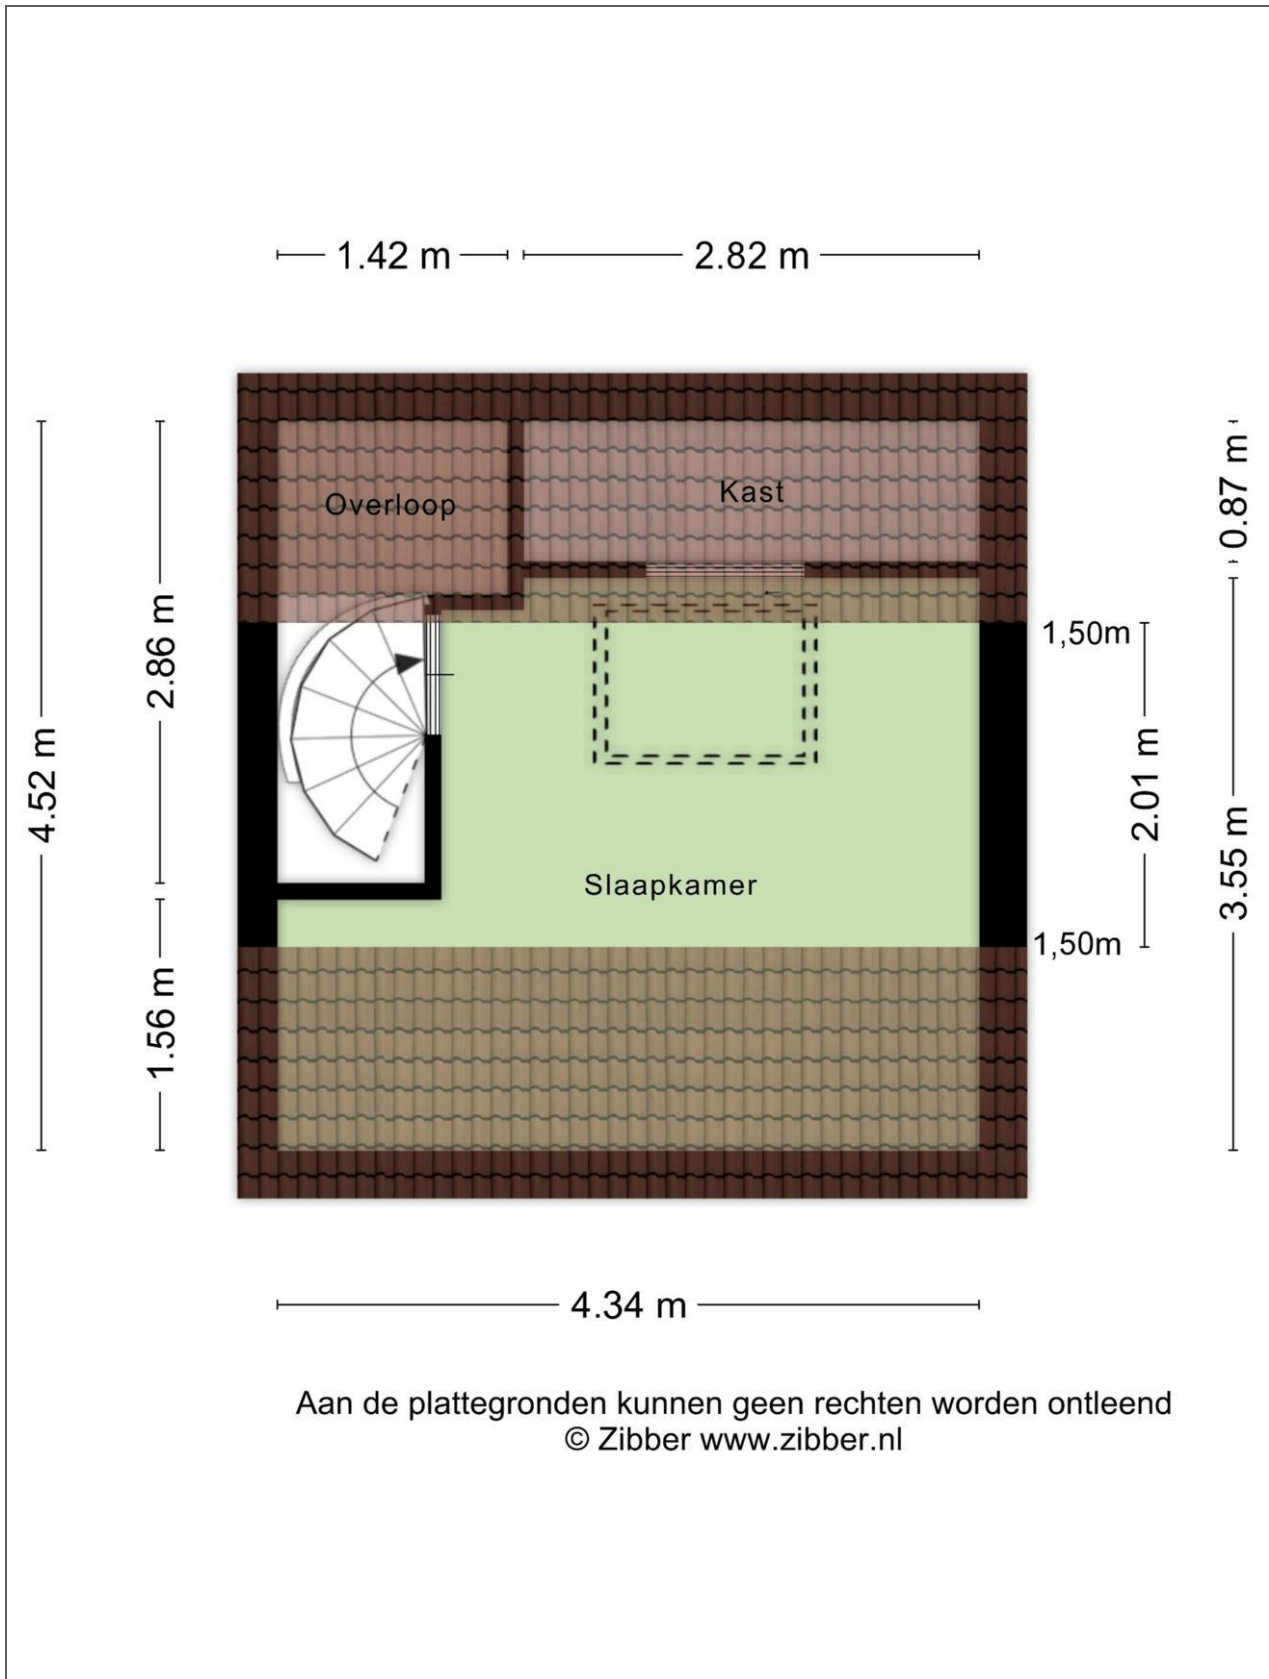 1.42 m
2.82 m
Overloop
Kast
0.87 m
2.86 m
1,50m
4.52 m
2.01 m
3.55 m
Slaapkamer
1,50m
1.56 m
4.34 m
Aan de plattegronden kunnen geen rechten worden ontleend
© Zibber www.zibber.nl